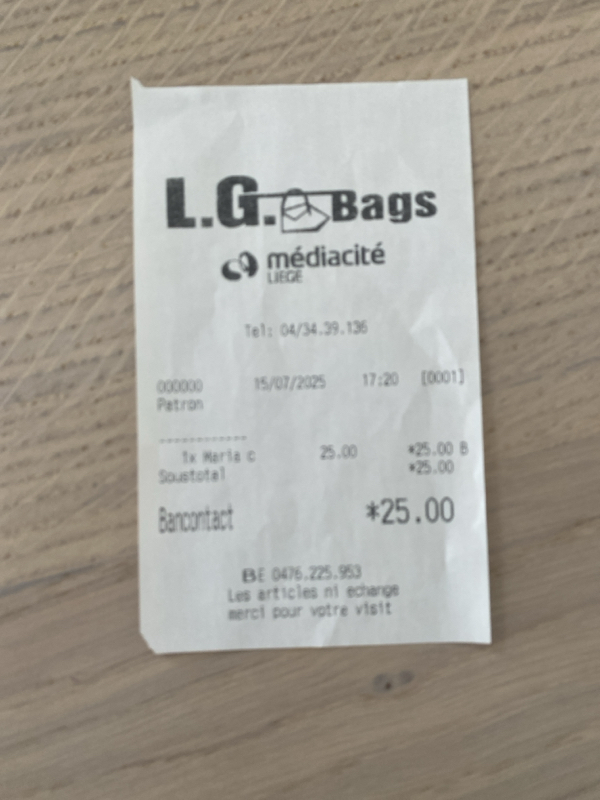 L.G. Bags
médiacité
LIEGE
Tel: 04/34.39.136
000000 15/07/2025 17:20 [0001]
Patron
------------
1x Maria c 25.00 *25.00 B
Soustotal *25.00
Bancontact *25.00
BE 0476.225.953
Les articles ni echange
merci pour votre visit